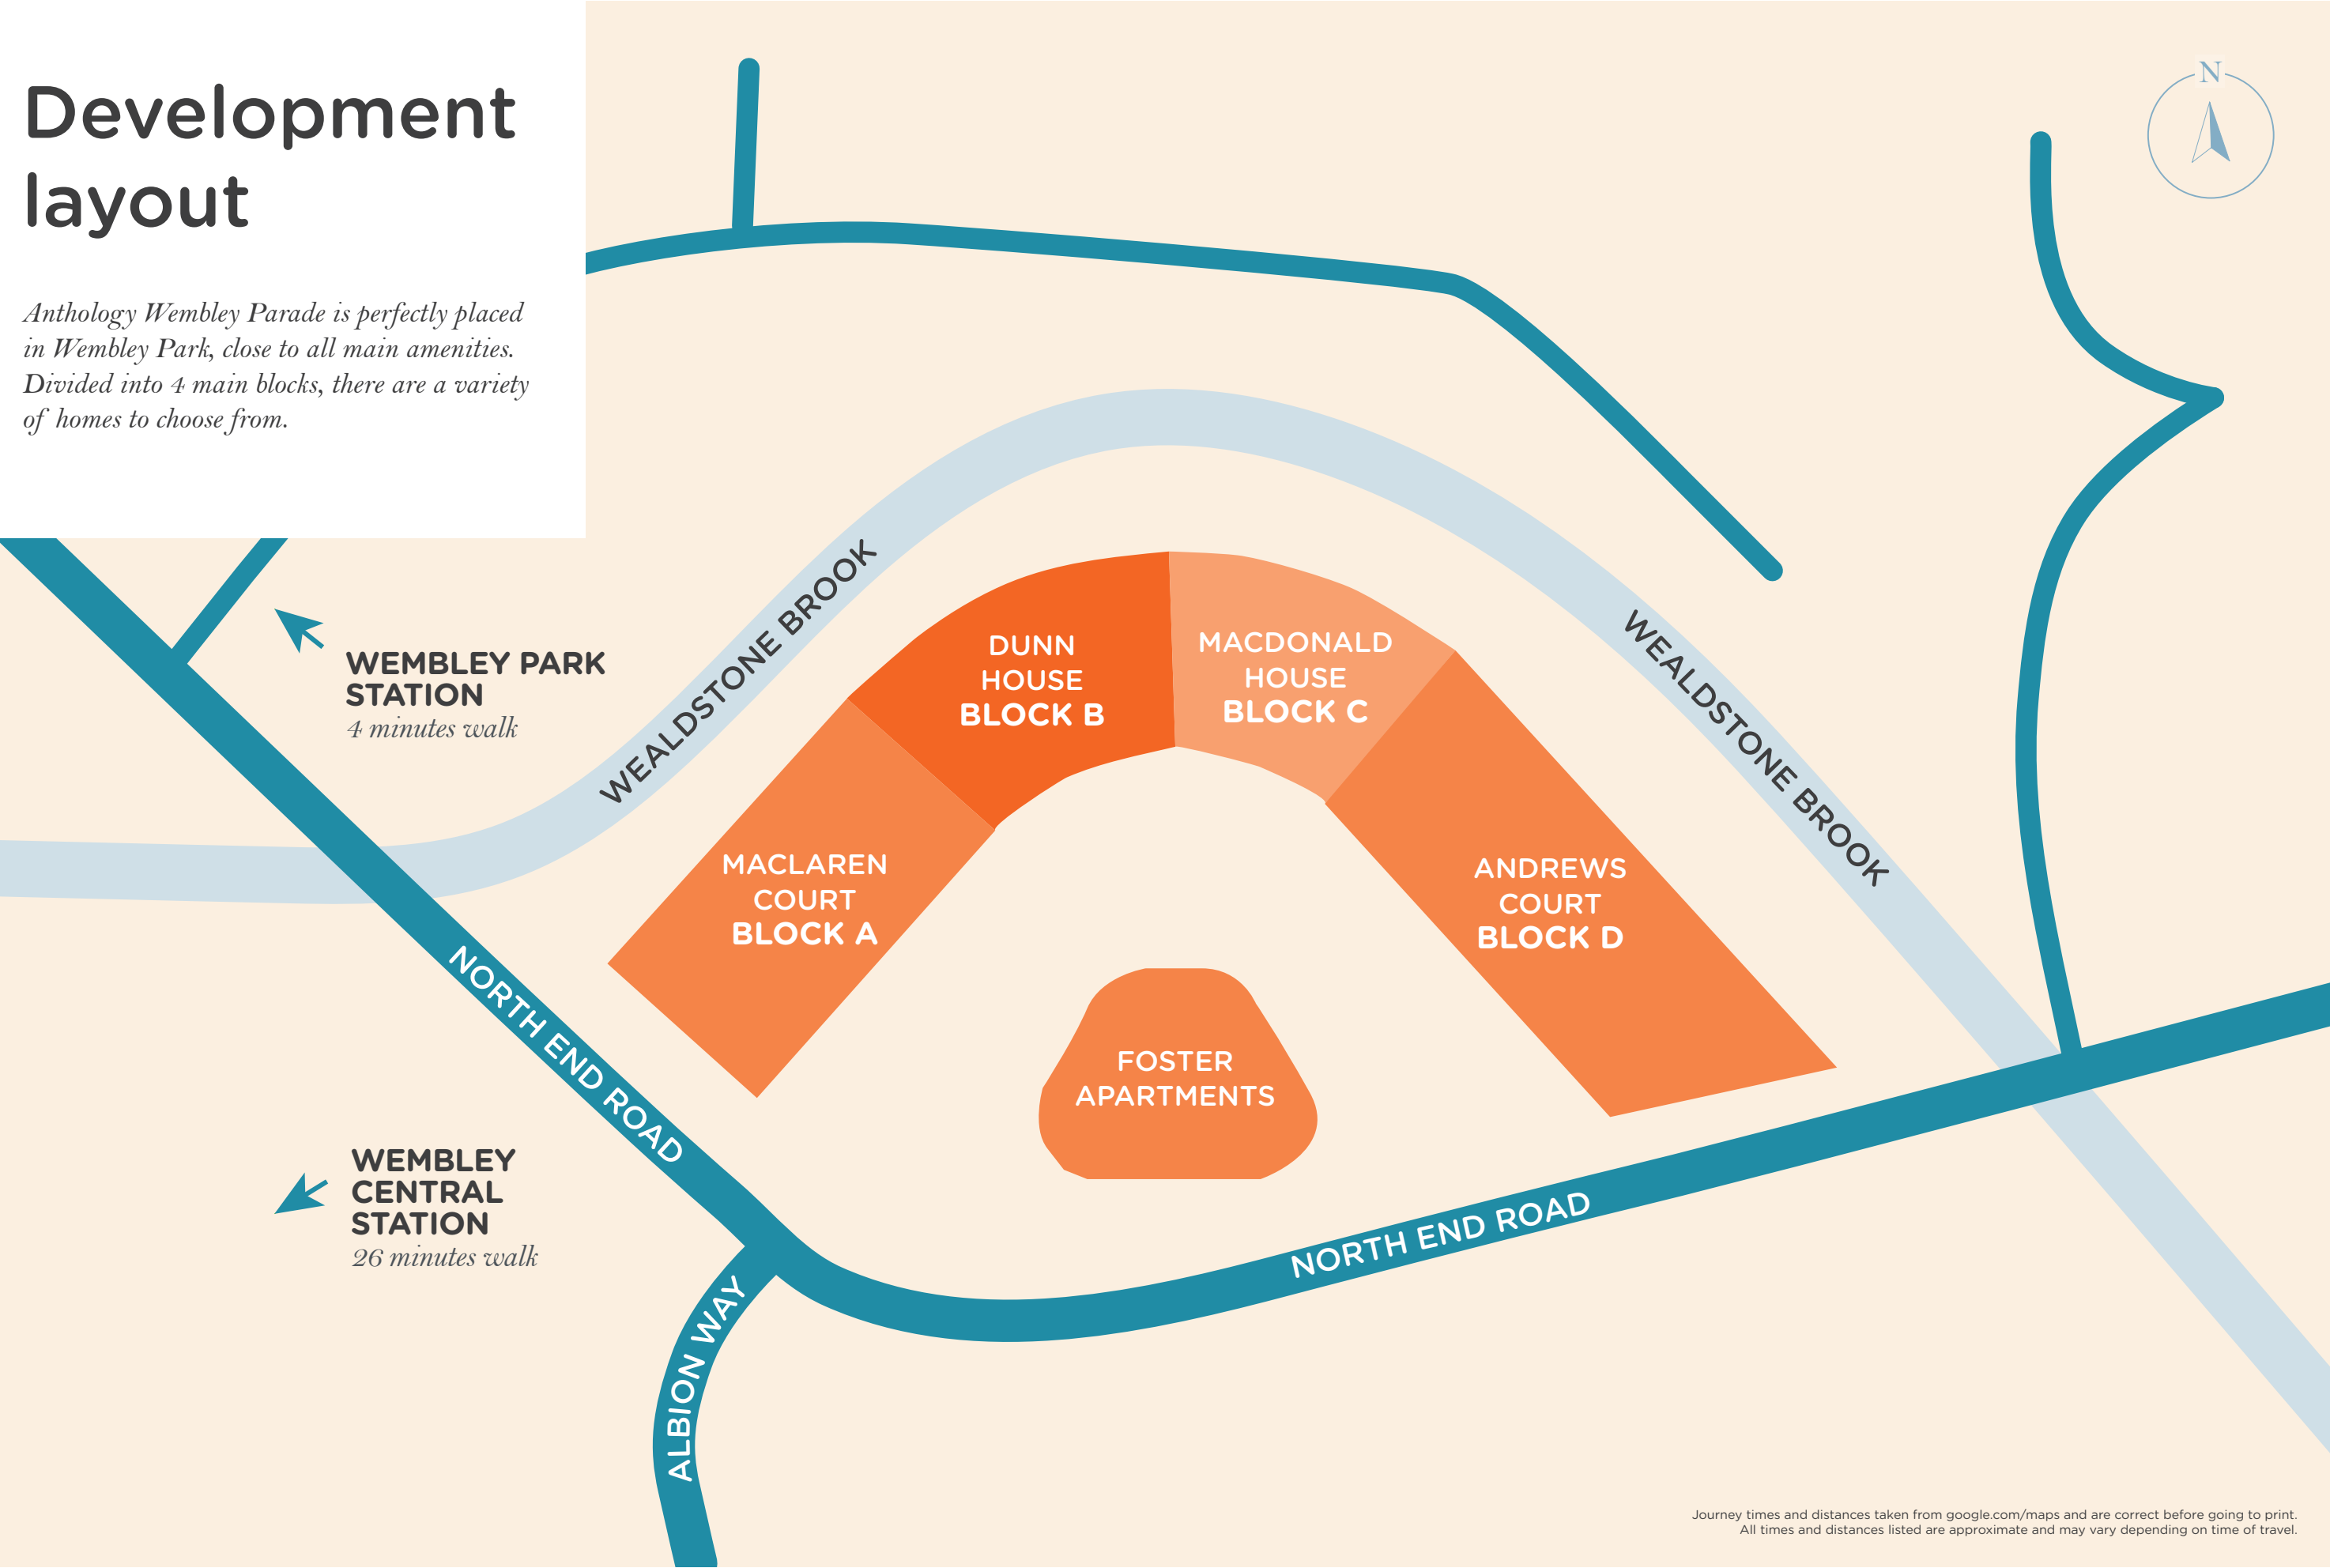 Development
layout
Anthology Wembley Parade is perfectly placed
in Wembley Park, close to all main amenities.
Divided into 4 main blocks, there are a variety
of homes to choose from.
N
WEALDSTONE BROOK
WEALDSTONE BROOK
WEMBLEY PARK
STATION
4 minutes walk
DUNN
HOUSE
BLOCK B
MACDONALD
HOUSE
BLOCK C
MACLAREN
COURT
BLOCK A
ANDREWS
COURT
BLOCK D
FOSTER
APARTMENTS
NORTH END ROAD
WEMBLEY
CENTRAL
STATION
26 minutes walk
NORTH END ROAD
ALBION WAY
Journey times and distances taken from google.com/maps and are correct before going to print.
All times and distances listed are approximate and may vary depending on time of travel.